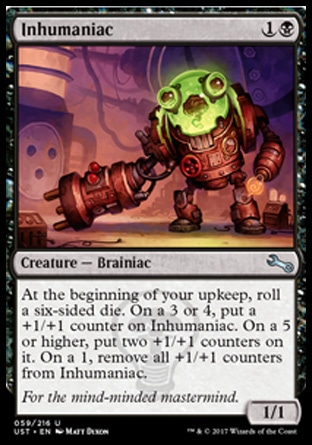 Inhumaniac 1
Creature — Brainiac
At the beginning of your upkeep, roll
a six-sided die. On a 3 or 4, put a
+1/+1 counter on Inhumaniac. On a 5
or higher, put two +1/+1 counters on
it. On a 1, remove all +1/+1 counters
from Inhumaniac.
For the mind-minded mastermind.
1/1
059/216 U
UST • EN Matt Dixon ™ & © 2017 Wizards of the Coast